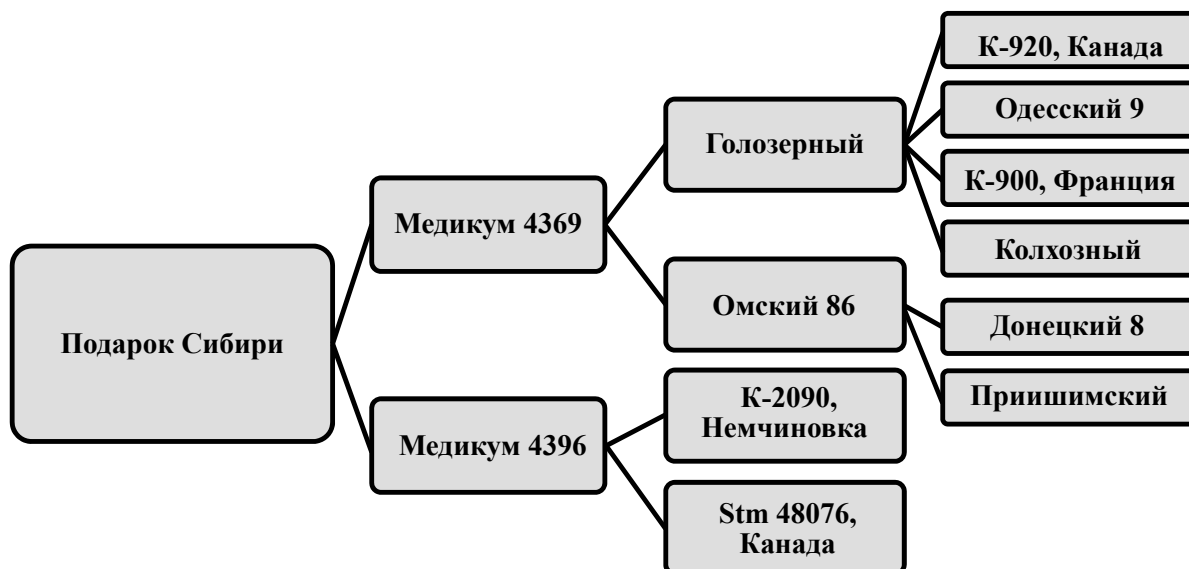 Подарок Сибири
Медикум 4369
Медикум 4396
Голозерный
Омский 86
К-2090,
Немчиновка
Stm 48076,
Канада
К-920, Канада
Одесский 9
К-900, Франция
Колхозный
Донецкий 8
Приишимский